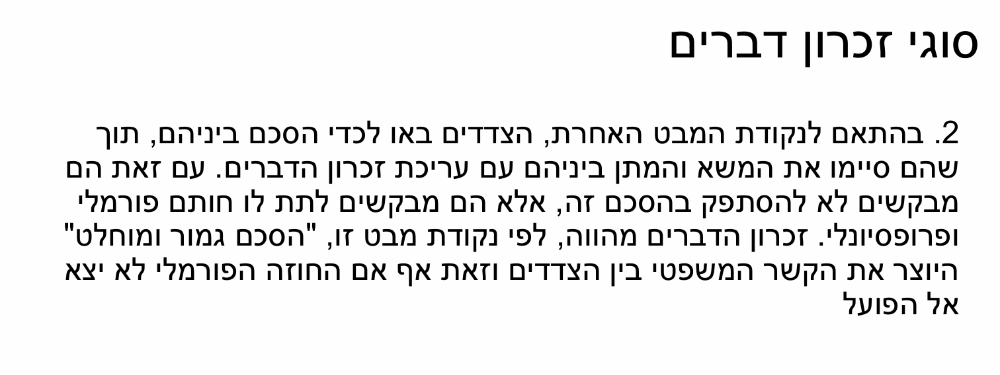 סוגי זכרון דברים
2. בהתאם לנקודת המבט האחרת, הצדדים באו לכדי הסכם ביניהם, תוך
שהם סיימו את המשא והמתן ביניהם עם עריכת זכרון הדברים. עם זאת הם
מבקשים לא להסתפק בהסכם זה, אלא הם מבקשים לתת לו חותם פורמלי
ופרופסיונלי. זכרון הדברים מהווה, לפי נקודת מבט זו, "הסכם גמור ומוחלט"
היוצר את הקשר המשפטי בין הצדדים וזאת אף אם החוזה הפורמלי לא יצא
אל הפועל